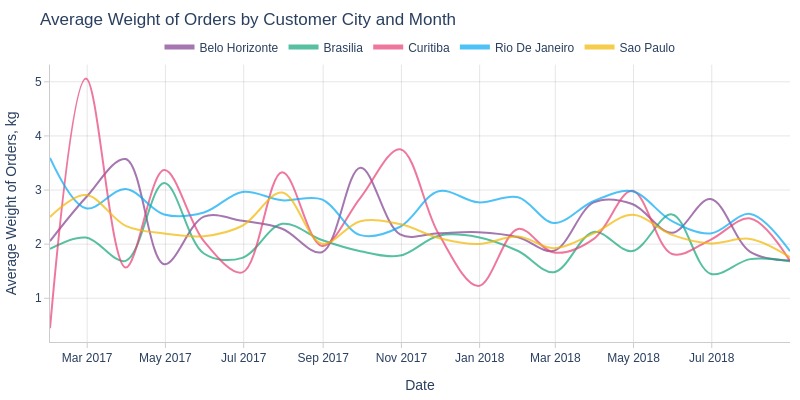 Average Weight of Orders by Customer City and Month
Belo Horizonte Brasilia Curitiba Rio De Janeiro Sao Paulo
Average Weight of Orders, kg
5
4
3
2
1
Mar 2017 May 2017 Jul 2017 Sep 2017 Nov 2017 Jan 2018 Mar 2018 May 2018 Jul 2018
Date